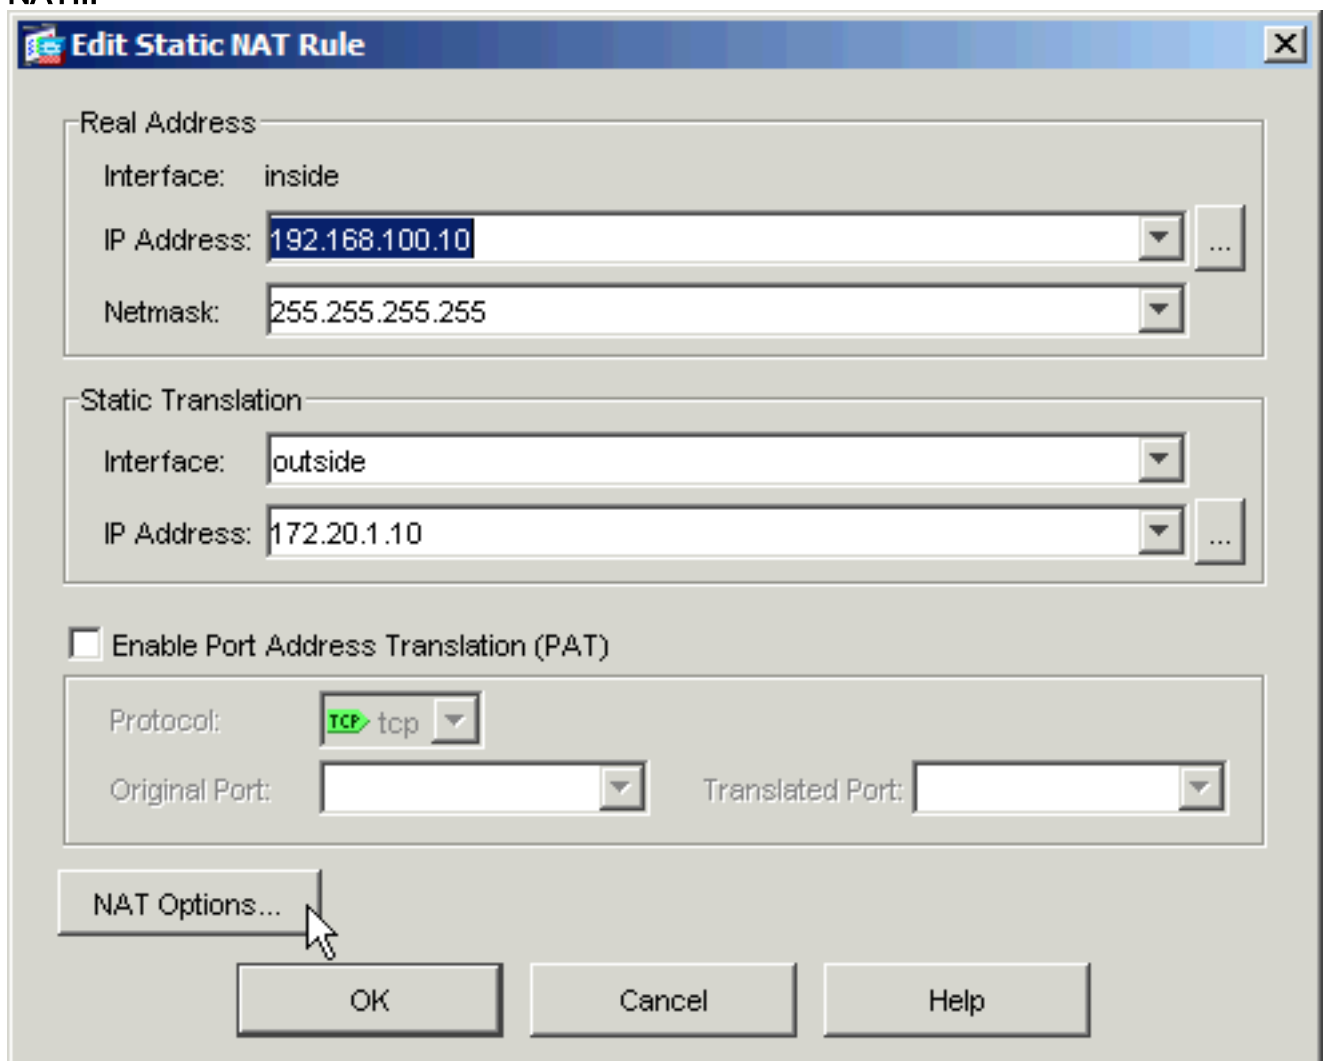 Edit Static NAT Rule
Real Address
Interface: inside
IP Address: 192.168.100.10 ...
Netmask: 255.255.255.255
Static Translation
Interface: outside
IP Address: 172.20.1.10 ...
Enable Port Address Translation (PAT)
Protocol: TCP tcp
Original Port: Translated Port:
NAT Options...
OK Cancel Help